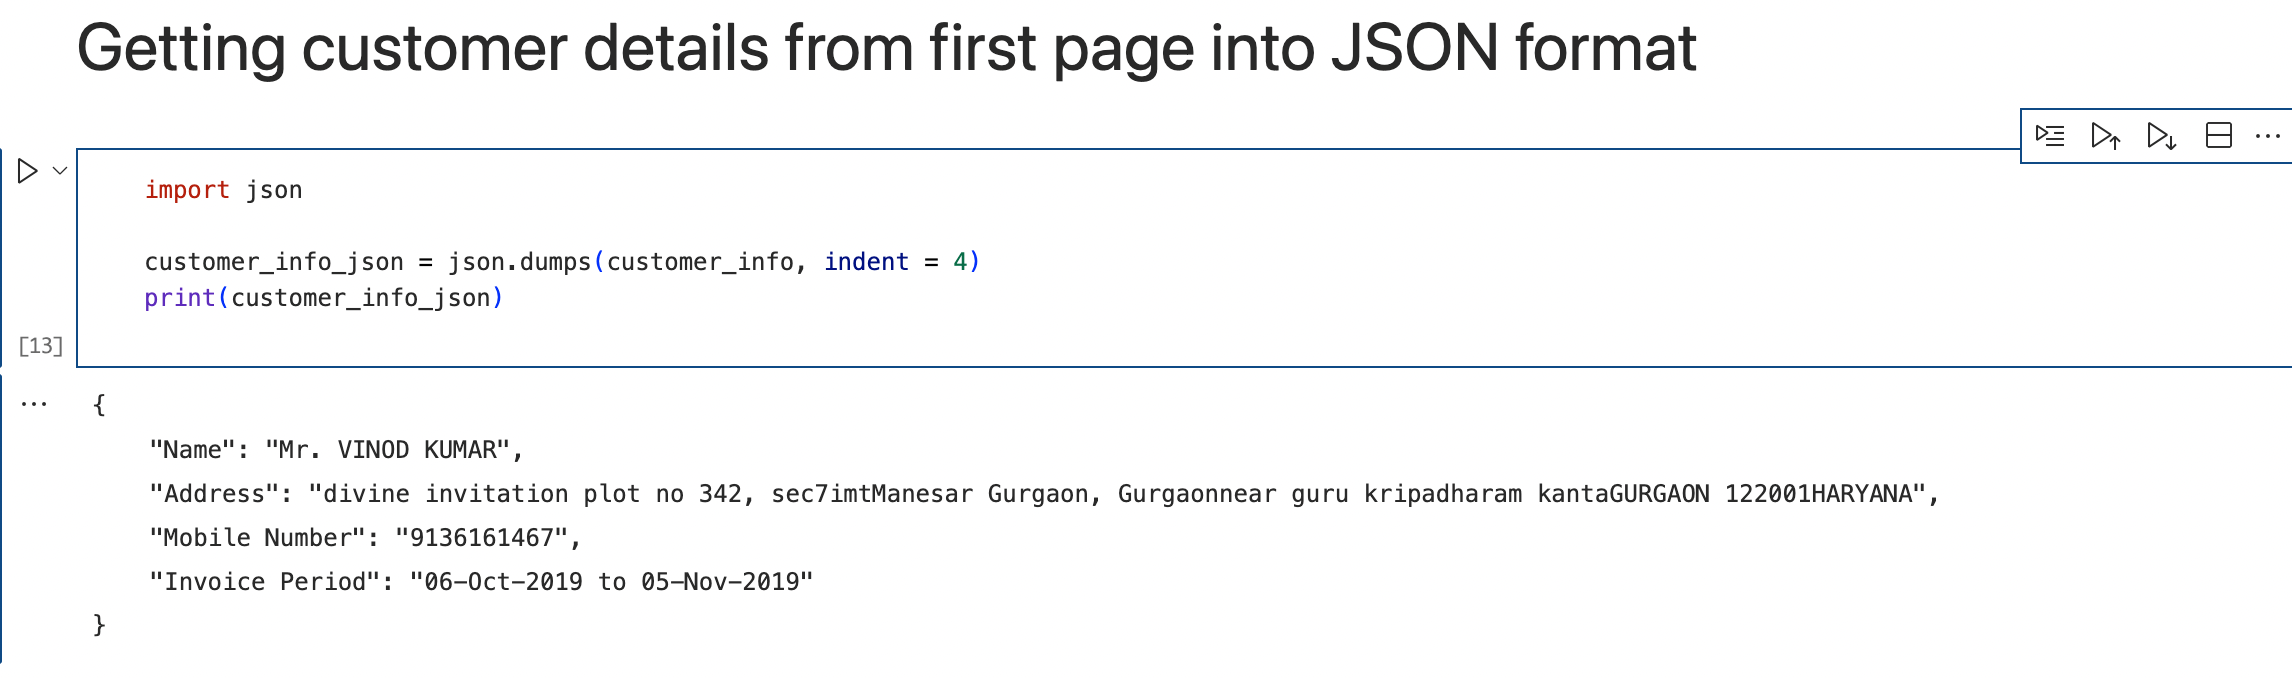 Getting customer details from first page into JSON format
import json
customer_info_json = json.dumps(customer_info, indent = 4)
print(customer_info_json)
[13]
{
"Name": "Mr. VINOD KUMAR",
"Address": "divine invitation plot no 342, sec7imtManesar Gurgaon, Gurgaonnear guru kripadharam kantaGURGAON 122001HARYANA",
"Mobile Number": "9136161467",
"Invoice Period": "06-Oct-2019 to 05-Nov-2019"
}